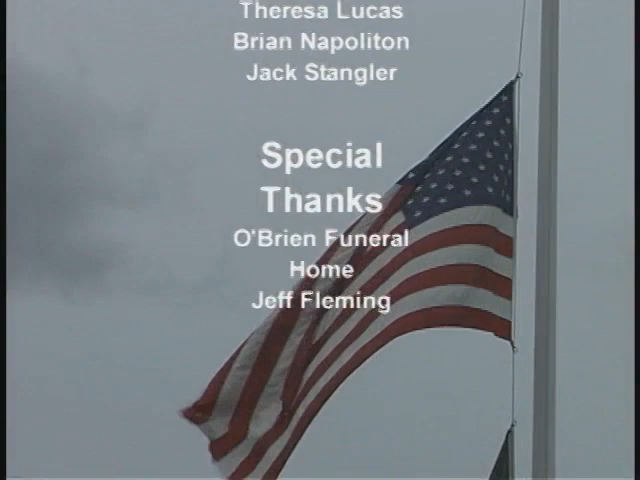 Theresa Lucas
Brian Napoliton
Jack Stangler
Special
Thanks
O'Brien Funeral
Home
Jeff Fleming